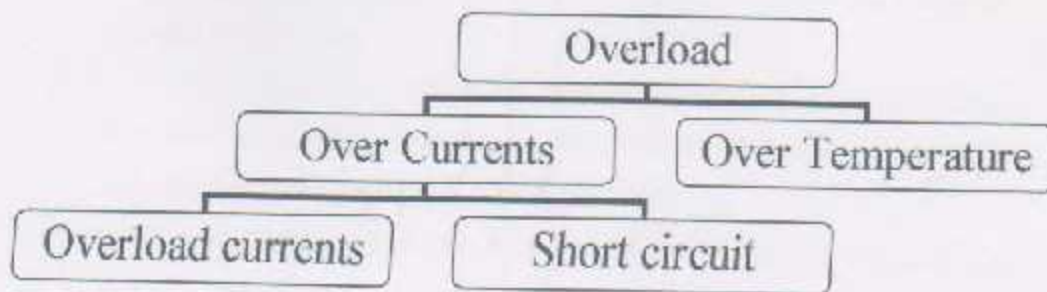 Overload
Over Currents
Over Temperature
Overload currents
Short circuit